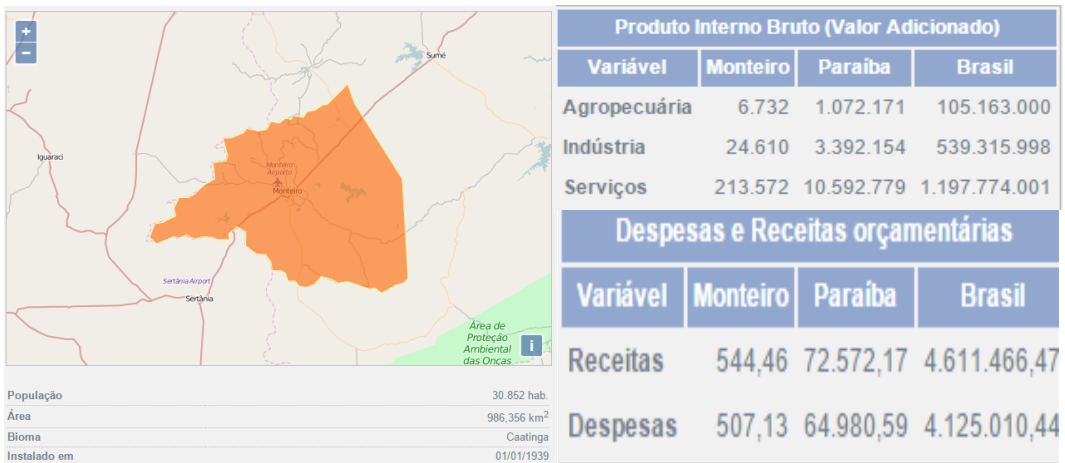 +
−
Sumé
Iguaraci
Monteiro
Airporto
Monteiro
Sertânia Airport
Sertânia
Área de
Proteção
Ambiental
das Onças
i
População 30.852 hab.
Área 986,356 km²
Bioma Caatinga
Instalado em 01/01/1939
Produto Interno Bruto (Valor Adicionado)
Variável Monteiro Paraíba Brasil
Agropecuária 6.732 1.072.171 105.163.000
Indústria 24.610 3.392.154 539.315.998
Serviços 213.572 10.592.779 1.197.774.001
Despesas e Receitas orçamentárias
Variável Monteiro Paraíba Brasil
Receitas 544,46 72.572,17 4.611.466,47
Despesas 507,13 64.980,59 4.125.010,44